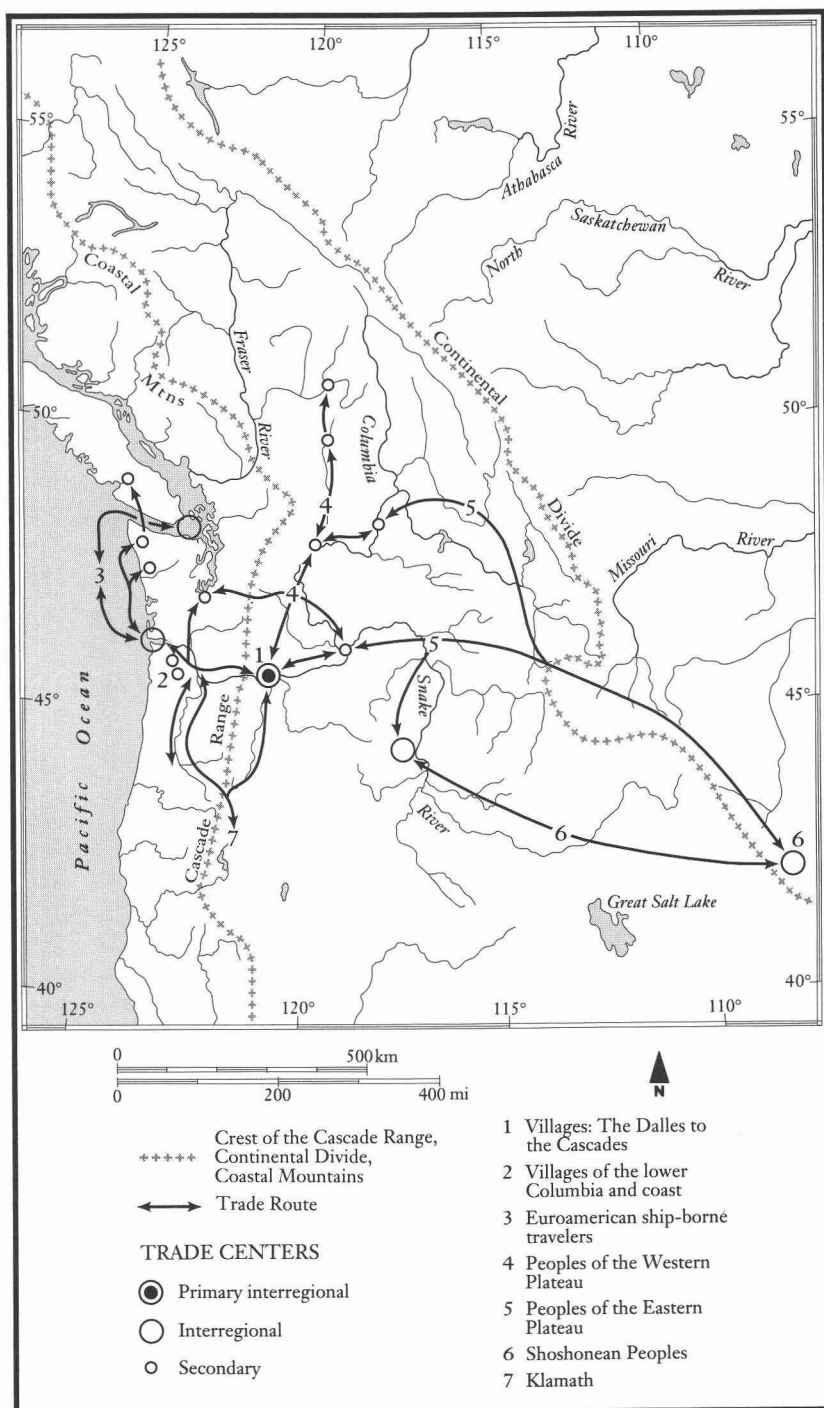 125°
120°
115°
110°
55°
55°
River
Athabasca
Saskatchewan
North
River
Coastal
Mtns
Fraser
River
Continental
Divide
50°
50°
Columbia
4
5
Missouri
River
3
4
1
5
2
45°
45°
Snake
River
Pacific Ocean
Range
Cascade
7
6
6
Great Salt Lake
40°
40°
125°
120°
115°
110°
0 500 km
0 200 400 mi
N
Crest of the Cascade Range,
Continental Divide,
Coastal Mountains
Trade Route
TRADE CENTERS
Primary interregional
Interregional
Secondary
1 Villages: The Dalles to
the Cascades
2 Villages of the lower
Columbia and coast
3 Euroamerican ship-borne
travelers
4 Peoples of the Western
Plateau
5 Peoples of the Eastern
Plateau
6 Shoshonean Peoples
7 Klamath